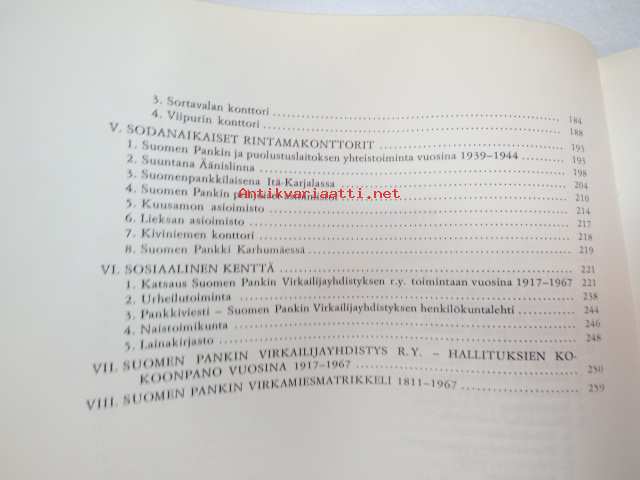 3. Sortavalan konttori 184
4. Viipurin konttori 188
V. SODANAIKAISET RINTAMAKONTTORIT 193
1. Suomen Pankin ja puolustuslaitoksen yhteistoiminta vuosina 1939–1944 193
2. Suuntana Äänislinna 198
3. Suomenpankkilaisena Itä-Karjalassa 204
4. Suomen Pankin 210
Antikvariaatti.net
5. Kuusamon asioimisto 214
6. Lieksan asioimisto 217
7. Kiviniemen konttori 218
8. Suomen Pankki Karhumäessä 219
VI. SOSIAALINEN KENTTÄ 221
1. Katsaus Suomen Pankin Virkailijayhdistyksen r.y. toimintaan vuosina 1917–1967 221
2. Urheilutoiminta 238
3. Pankkiviesti – Suomen Pankin Virkailijayhdistyksen henkilökuntalehti 244
4. Naistoimikunta 246
5. Lainakirjasto 248
VII. SUOMEN PANKIN VIRKAILIJAYHDISTYS R.Y. – HALLITUKSIEN KO-
KOONPANO VUOSINA 1917–1967 250
VIII. SUOMEN PANKIN VIRKAMIESMATRIKKELI 1811–1967 259